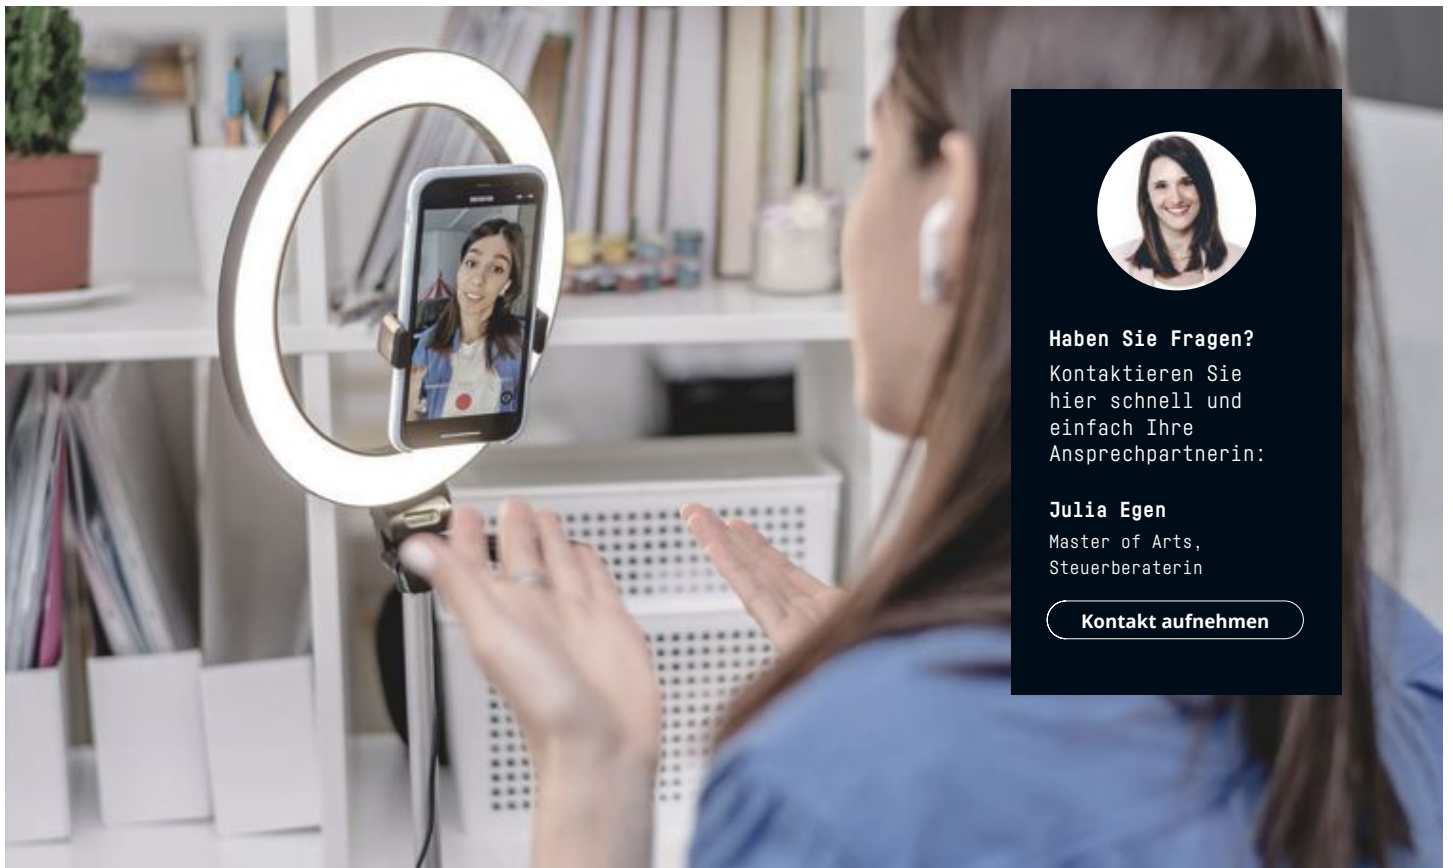 Haben Sie Fragen?
Kontaktieren Sie
hier schnell und
einfach Ihre
Ansprechpartnerin:
Julia Egen
Master of Arts,
Steuerberaterin
Kontakt aufnehmen